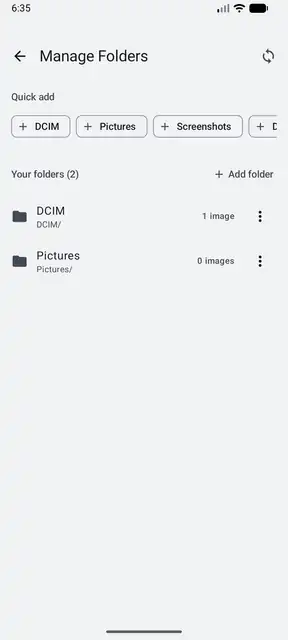 6:35
Manage Folders
Quick add
+ DCIM
+ Pictures
+ Screenshots
+ D
Your folders (2)
+ Add folder
DCIM
1 image
DCIM/
Pictures
0 images
Pictures/